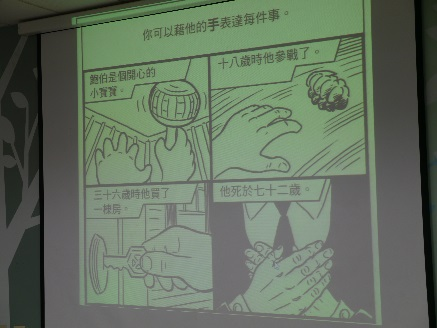 你可以藉他的手表達每件事。
鮑伯是個開心的
小寶寶。
十八歲時他參戰了。
三十六歲時他買了
一棟房。
他死於七十二歲。